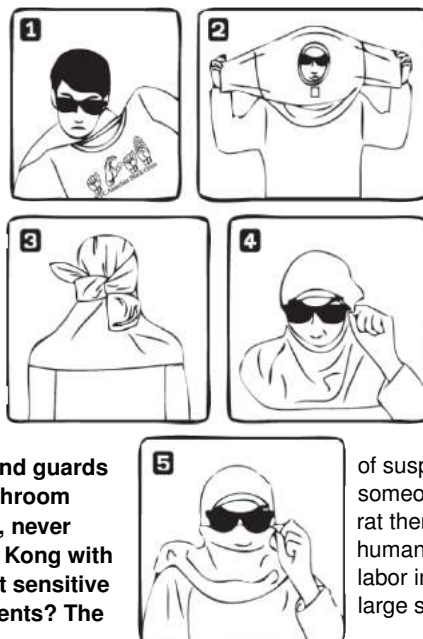 1
2
3
4
5
nd guards
hroom
, never
Kong with
t sensitive
ents? The
of susp
someo
rat ther
human
labor i
large s